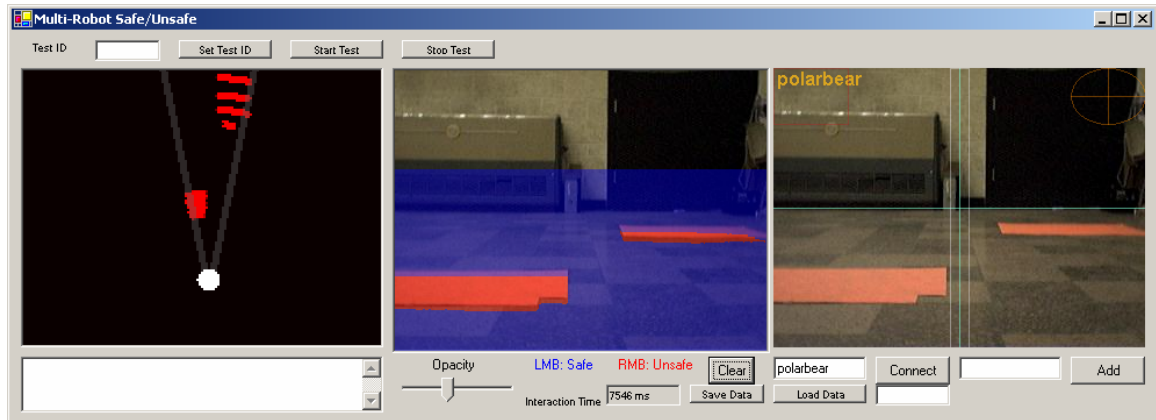 Multi-Robot Safe/Unsafe
Test ID
Set Test ID
Start Test
Stop Test
polarbear
Opacity
LMB: Safe
RMB: Unsafe
Clear
polarbear
Connect
Add
Interaction Time
7546 ms
Save Data
Load Data